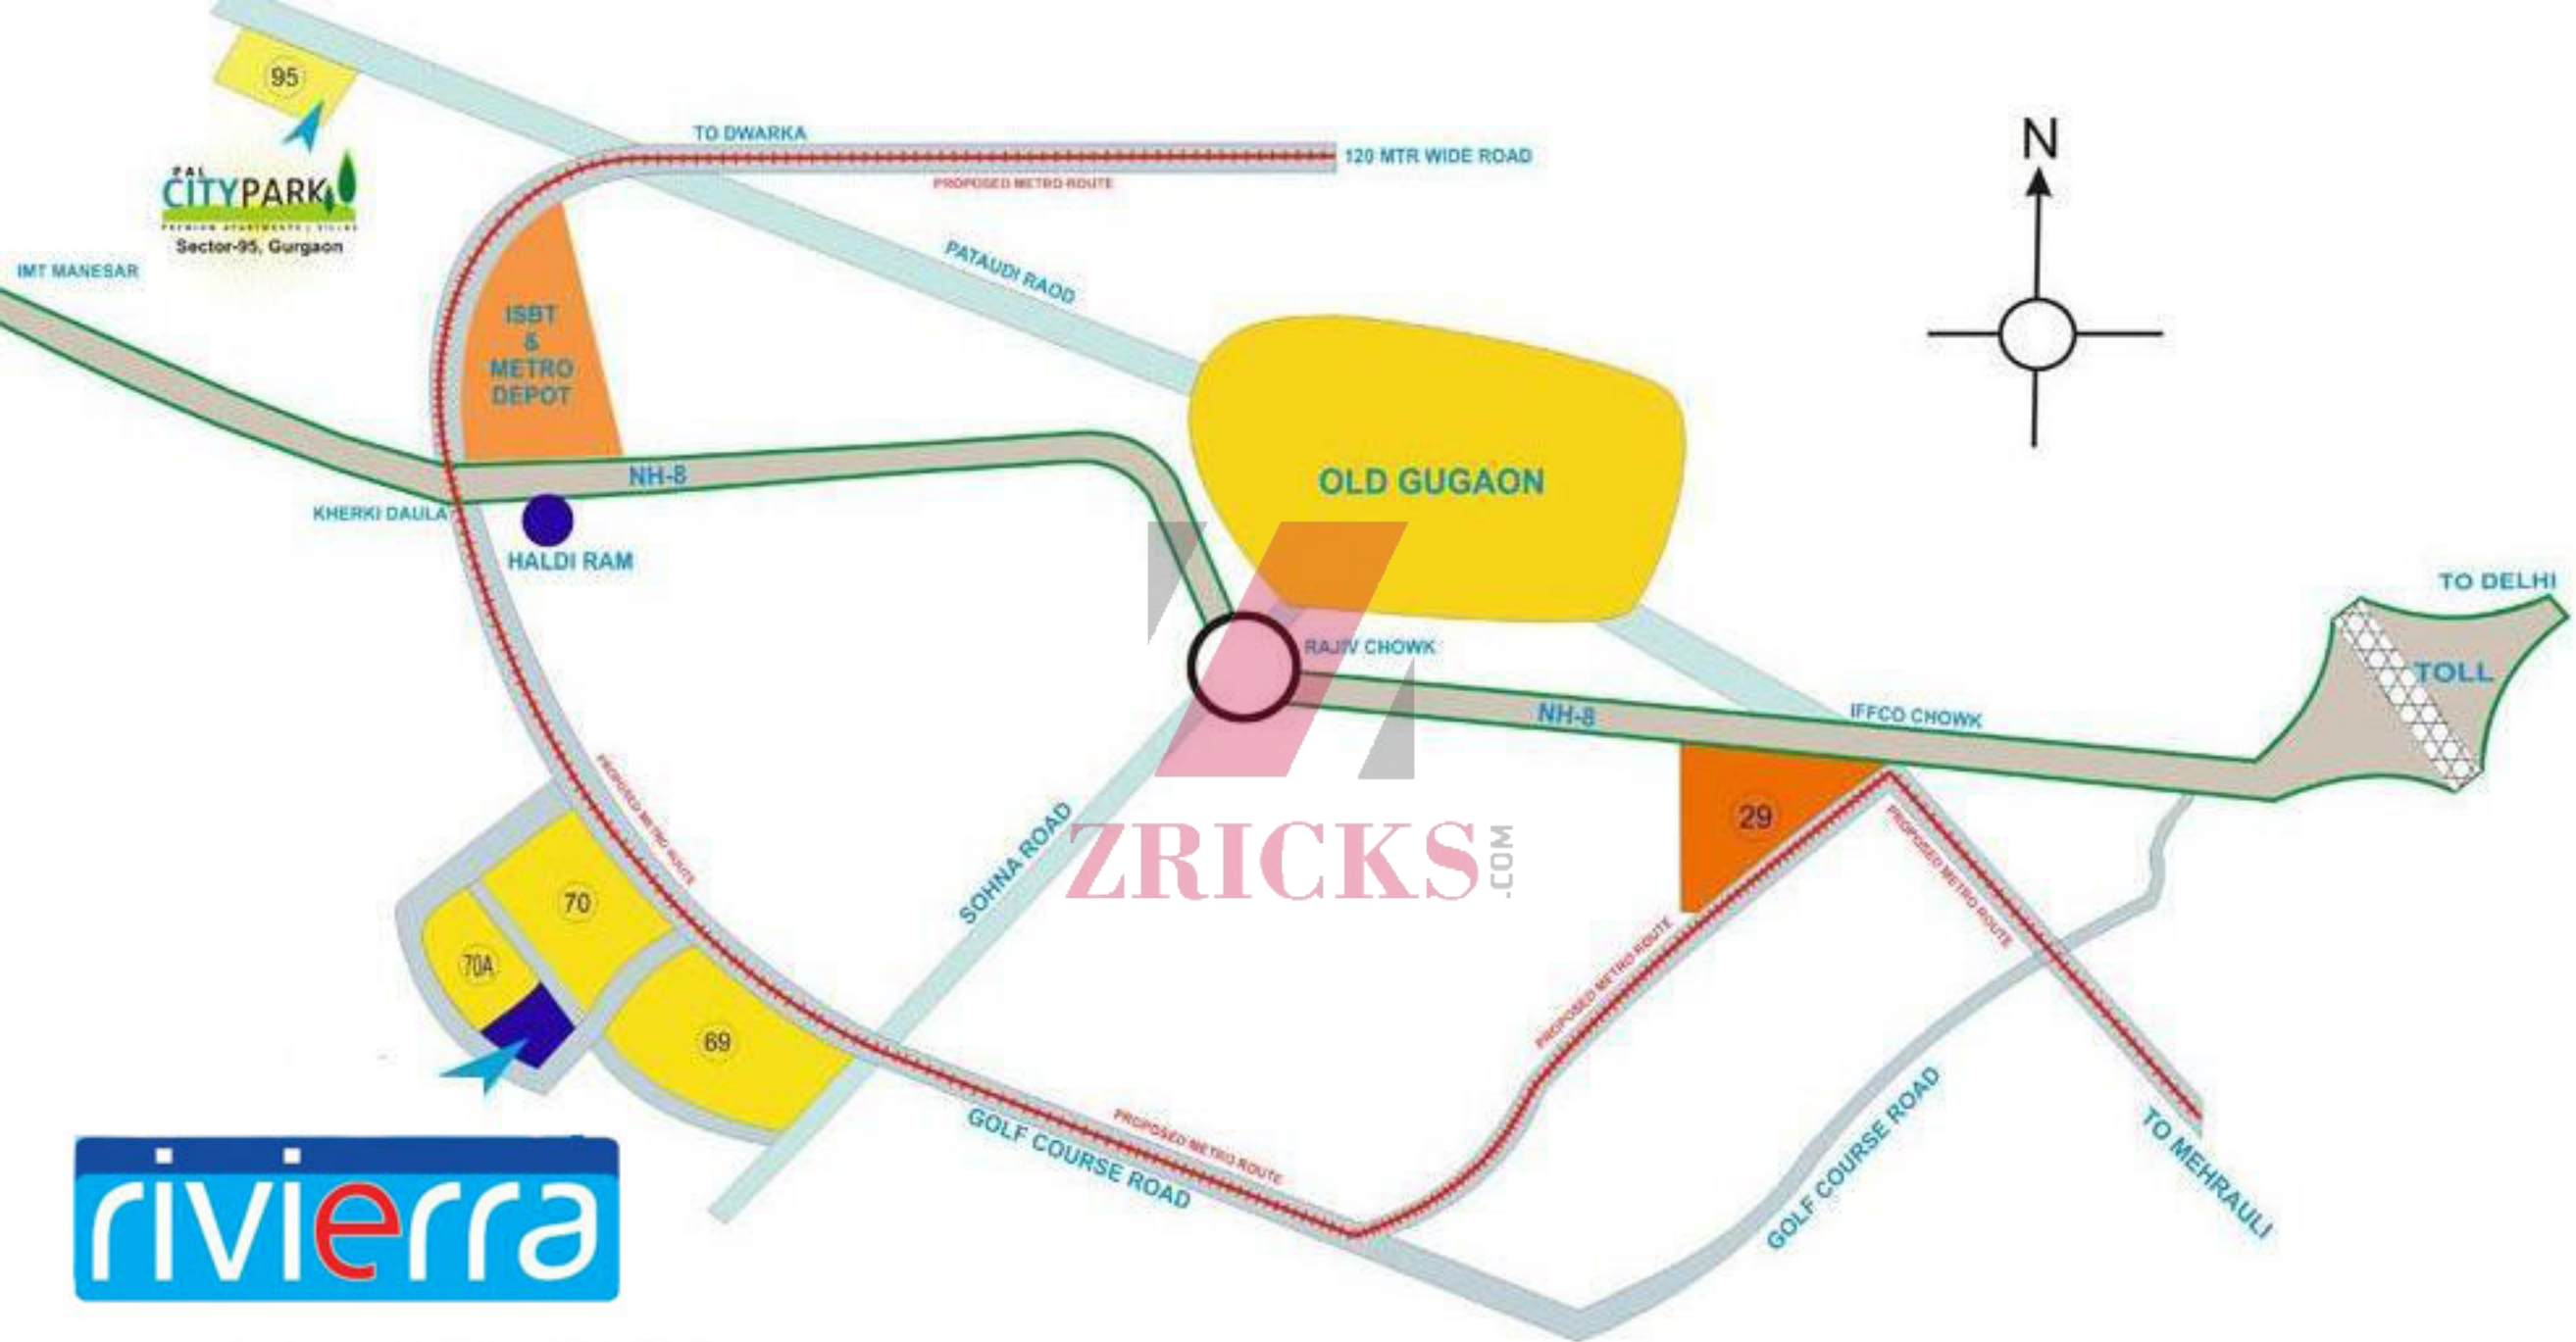 95
PAL
CITYPARK
PREMIUM APARTMENTS | VILLAS
Sector-95, Gurgaon
TO DWARKA
120 MTR WIDE ROAD
PROPOSED METRO ROUTE
N
IMT MANESAR
PATAUDI RAOD
ISBT
&
METRO
DEPOT
NH-8
OLD GUGAON
KHERKI DAULA
HALDI RAM
TO DELHI
RAJIV CHOWK
TOLL
NH-8
IFFCO CHOWK
PROPOSED METRO ROUTE
29
SOHNA ROAD
ZRICKS
.COM
PROPOSED METRO ROUTE
70
70A
69
PROPOSED METRO ROUTE
GOLF COURSE ROAD
PROPOSED METRO ROUTE
GOLF COURSE ROAD
TO MEHRAULI
rivierra